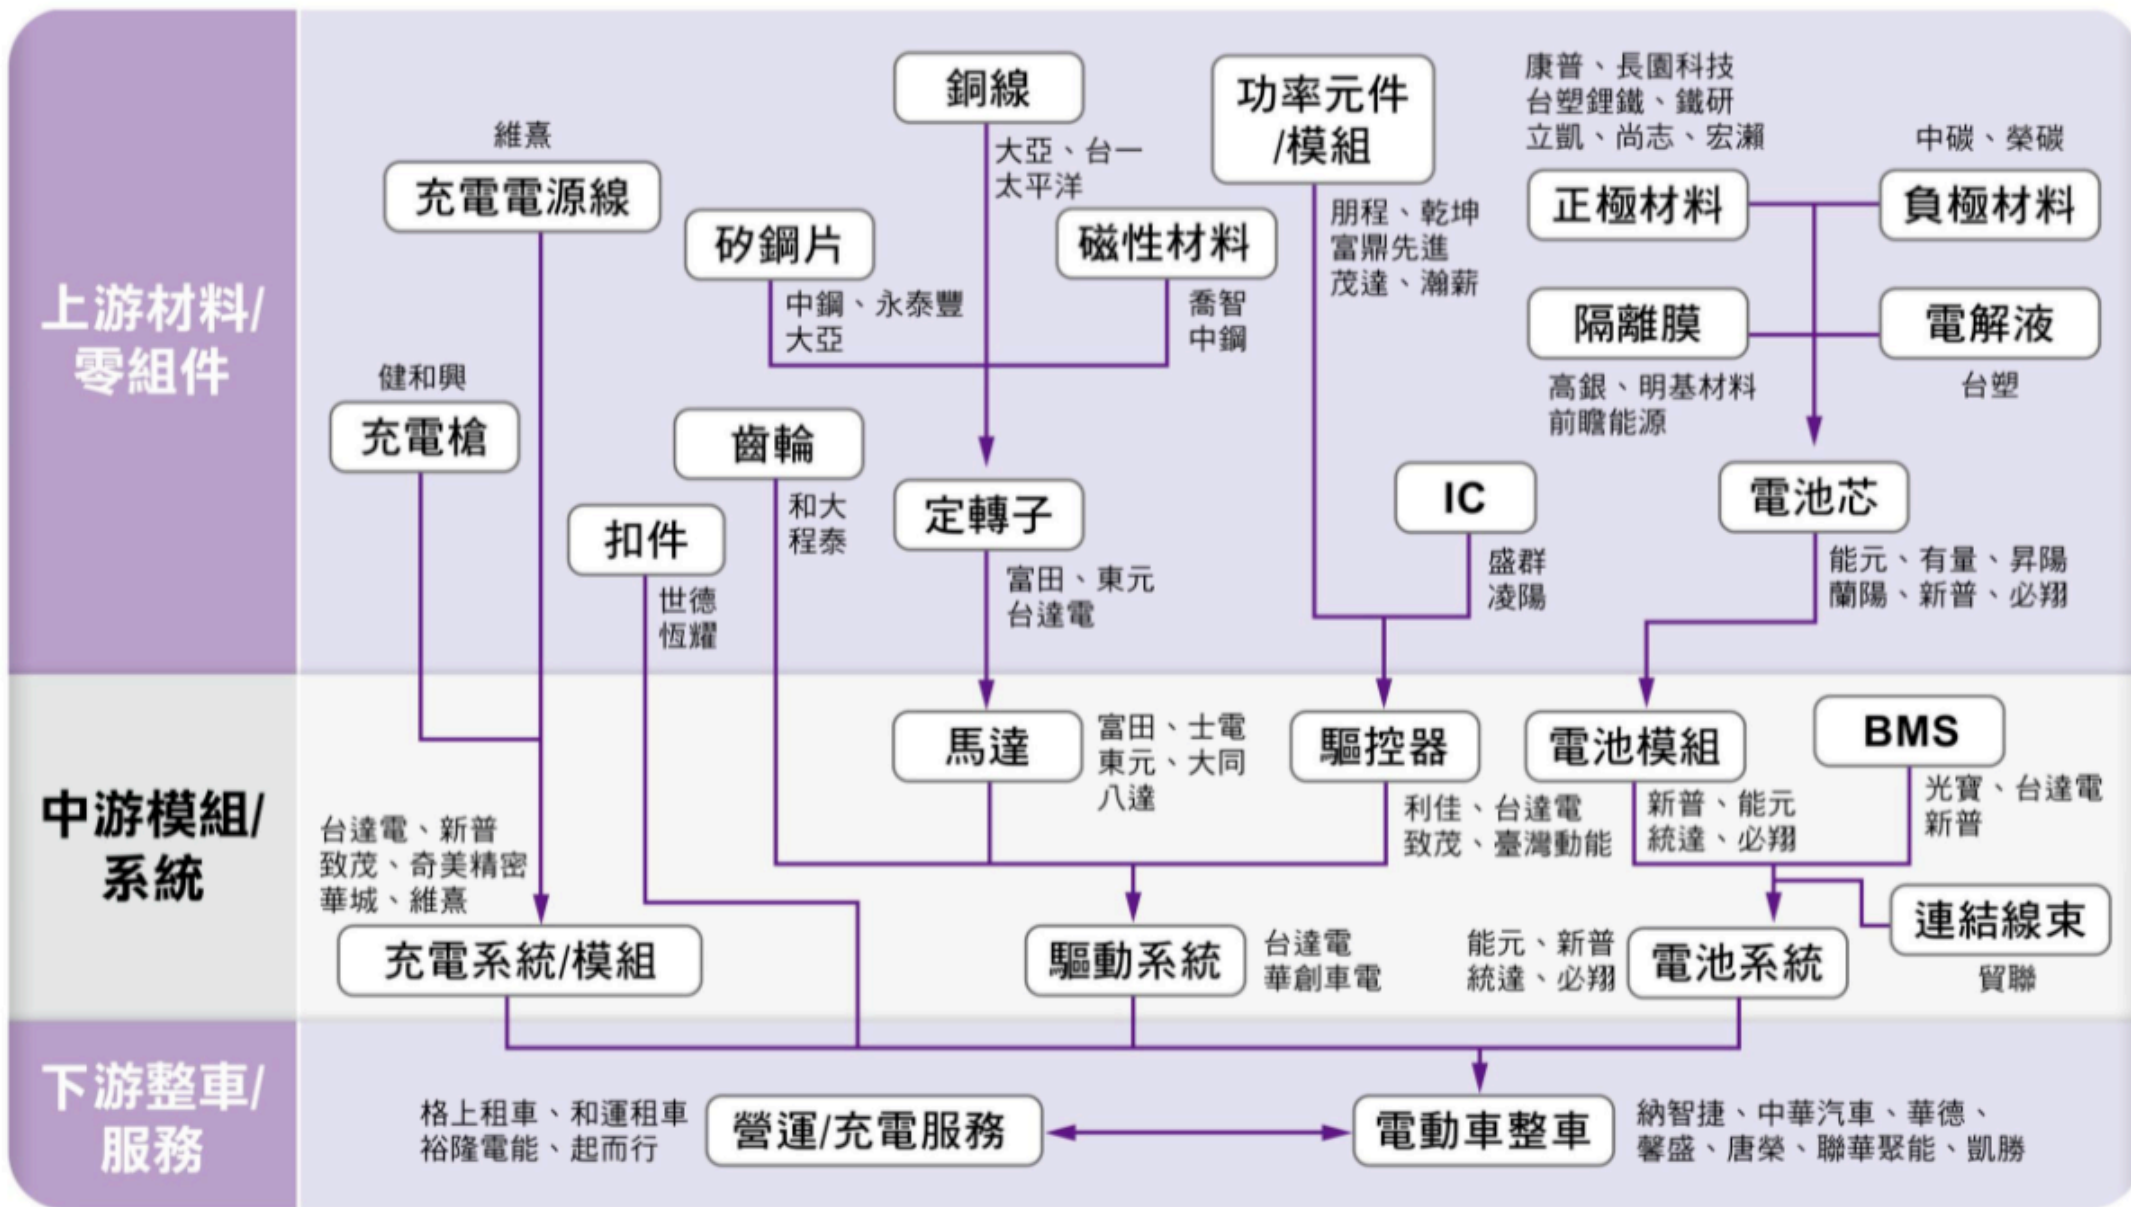 上游材料/
零組件
維熹
充電電源線
健和興
充電槍
銅線
大亞、台一
太平洋
矽鋼片
中鋼、永泰豐
大亞
磁性材料
喬智
中鋼
功率元件
/模組
朋程、乾坤
富鼎先進
茂達、瀚薪
康普、長園科技
台塑鋰鐵、鐵研
立凱、尚志、宏瀨
正極材料
中碳、榮碳
負極材料
隔離膜
高銀、明基材料
前瞻能源
電解液
台塑
扣件
世德
恆耀
齒輪
和大
程泰
定轉子
富田、東元
台達電
IC
盛群
凌陽
電池芯
能元、有量、昇陽
蘭陽、新普、必翔
中游模組/
系統
台達電、新普
致茂、奇美精密
華城、維熹
充電系統/模組
馬達
富田、士電
東元、大同
八達
驅控器
利佳、台達電
致茂、臺灣動能
電池模組
新普、能元
統達、必翔
BMS
光寶、台達電
新普
驅動系統
台達電
華創車電
能元、新普
統達、必翔
電池系統
連結線束
貿聯
下游整車/
服務
格上租車、和運租車
裕隆電能、起而行
營運/充電服務
電動車整車
納智捷、中華汽車、華德、
馨盛、唐榮、聯華聚能、凱勝